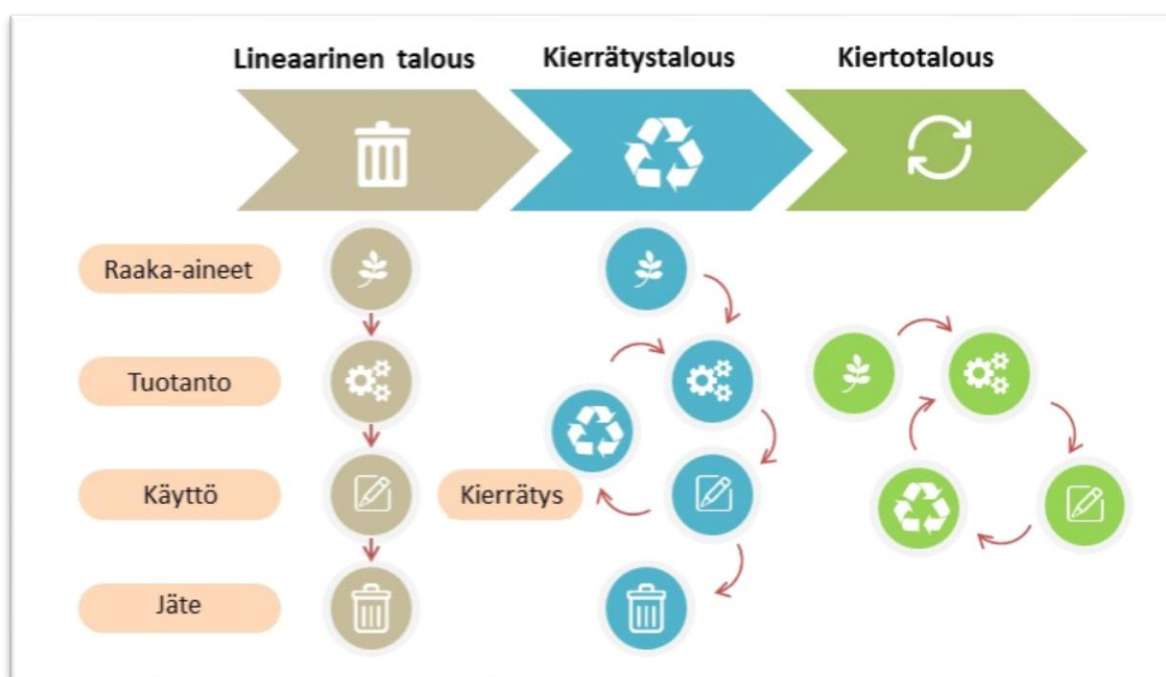 Lineaarinen talous
Kierrätystalous
Kiertotalous
Raaka-aineet
Tuotanto
Käyttö
Kierrätys
Jäte